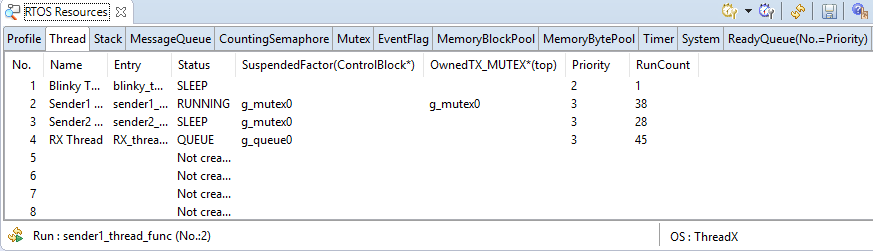 RTOS Resources
Profile Thread Stack MessageQueue CountingSemaphore Mutex EventFlag MemoryBlockPool MemoryBytePool Timer System ReadyQueue(No.=Priority)
No. Name Entry Status SuspendedFactor(ControlBlock*) OwnedTX_MUTEX*(top) Priority RunCount
1 Blinky T... blinky_t... SLEEP 2 1
2 Sender1 ... sender1_... RUNNING g_mutex0 g_mutex0 3 38
3 Sender2 ... sender2_... SLEEP g_mutex0 3 28
4 RX Thread RX_threa... QUEUE g_queue0 3 45
5 Not crea...
6 Not crea...
7 Not crea...
8 Not crea...
Run : sender1_thread_func (No.:2) OS : ThreadX